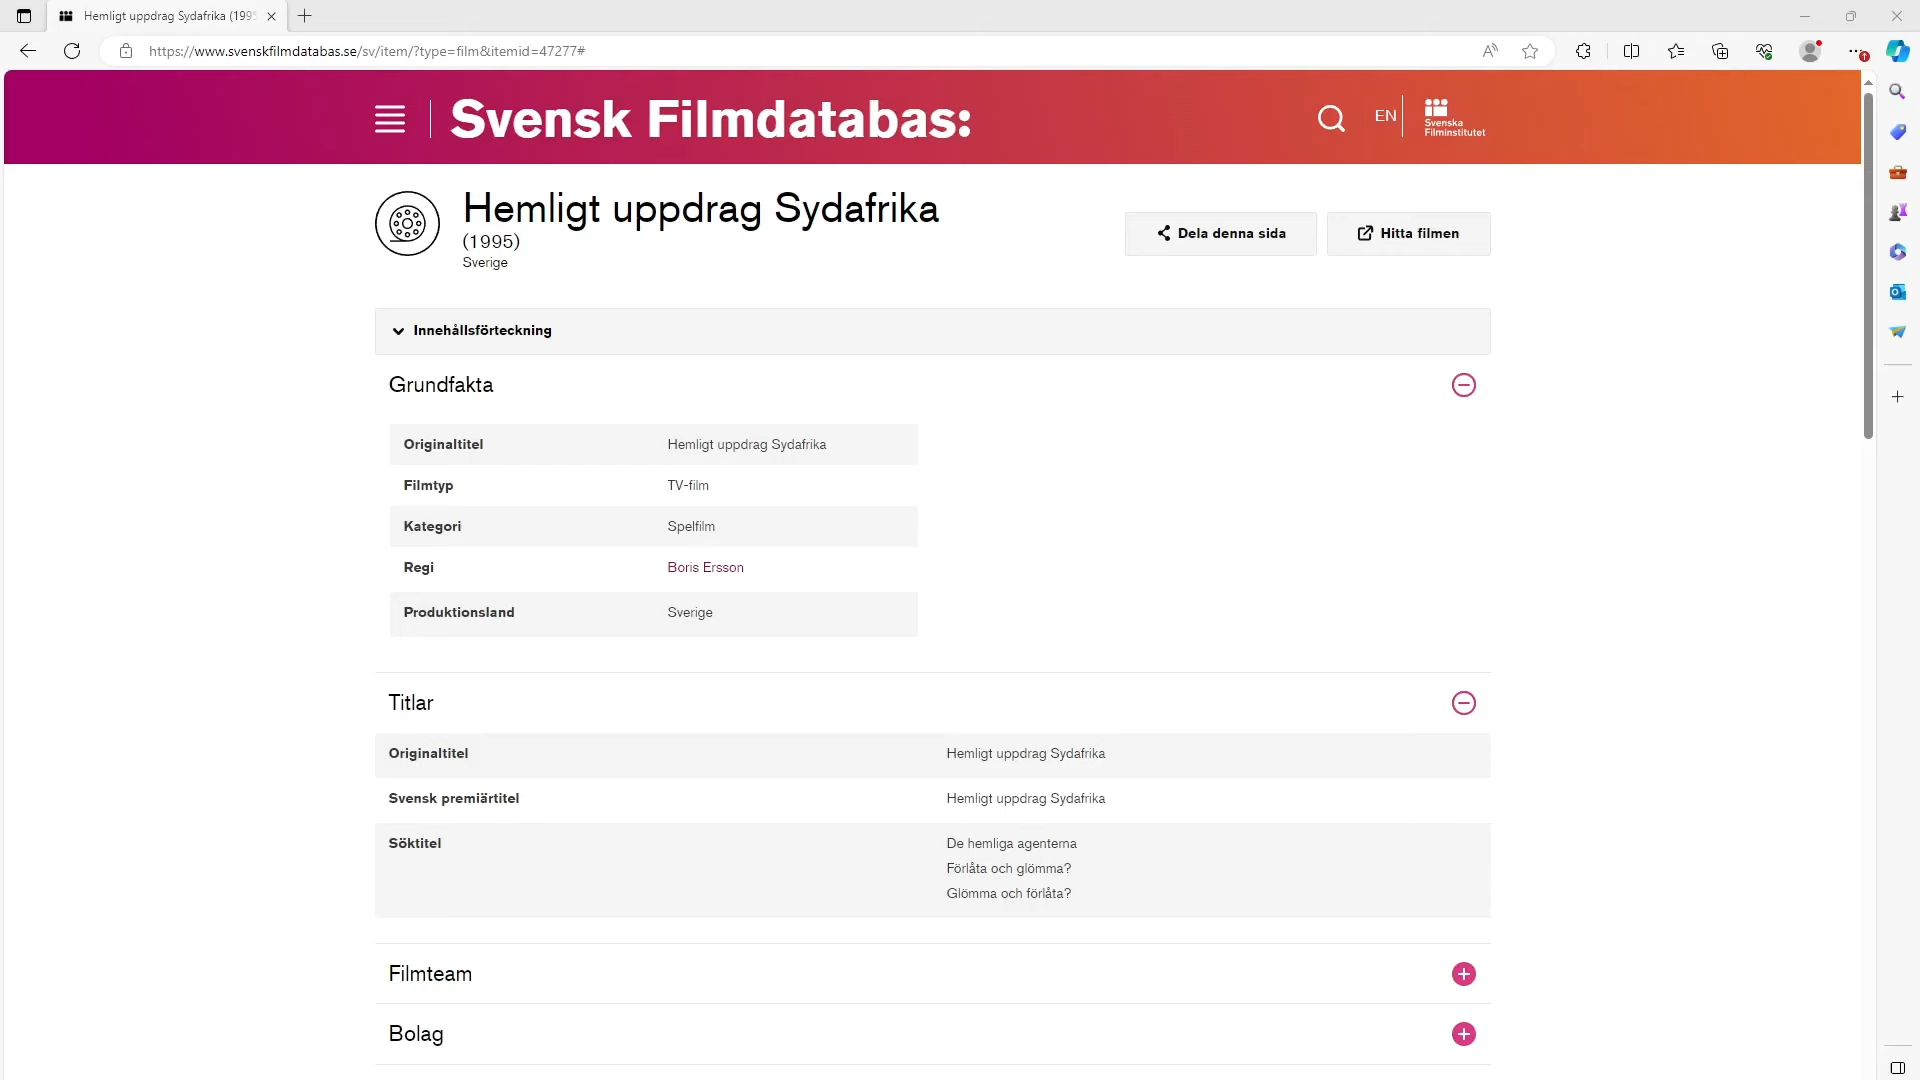 Hemligt uppdrag Sydafrika (199
https://www.svenskfilmdatabas.se/sv/item/?type=film&itemid=47277#
Svensk Filmdatabas:
EN
Svenska
Filminstitutet
Hemligt uppdrag Sydafrika
(1995)
Sverige
Dela denna sida
Hitta filmen
Innehållsförteckning
Grundfakta
Originaltitel Hemligt uppdrag Sydafrika
Filmtyp TV-film
Kategori Spelfilm
Regi Boris Ersson
Produktionsland Sverige
Titlar
Originaltitel Hemligt uppdrag Sydafrika
Svensk premiärtitel Hemligt uppdrag Sydafrika
Söktitel De hemliga agenterna
Förlåta och glömma?
Glömma och förlåta?
Filmteam
Bolag